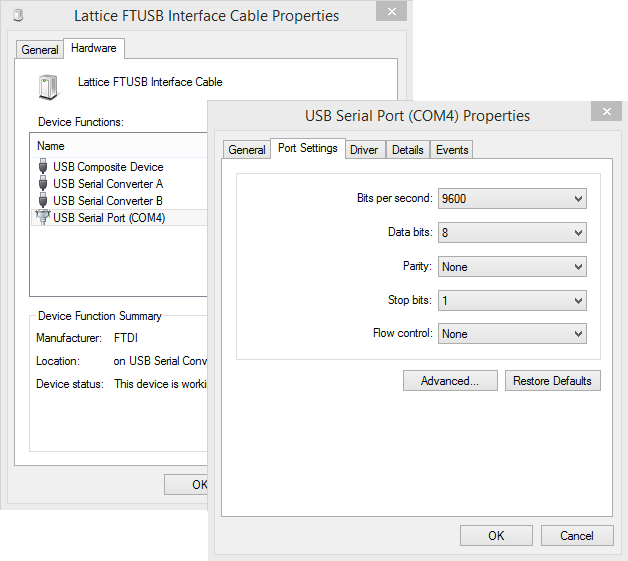 Lattice FTUSB Interface Cable Properties
General
Hardware
Lattice FTUSB Interface Cable
Device Functions:
Name
USB Composite Device
USB Serial Converter A
USB Serial Converter B
USB Serial Port (COM4)
Device Function Summary
Manufacturer: FTDI
Location: on USB Serial Conv
Device status: This device is worki
OK
USB Serial Port (COM4) Properties
General
Port Settings
Driver
Details
Events
Bits per second: 9600
Data bits: 8
Parity: None
Stop bits: 1
Flow control: None
Advanced...
Restore Defaults
OK
Cancel